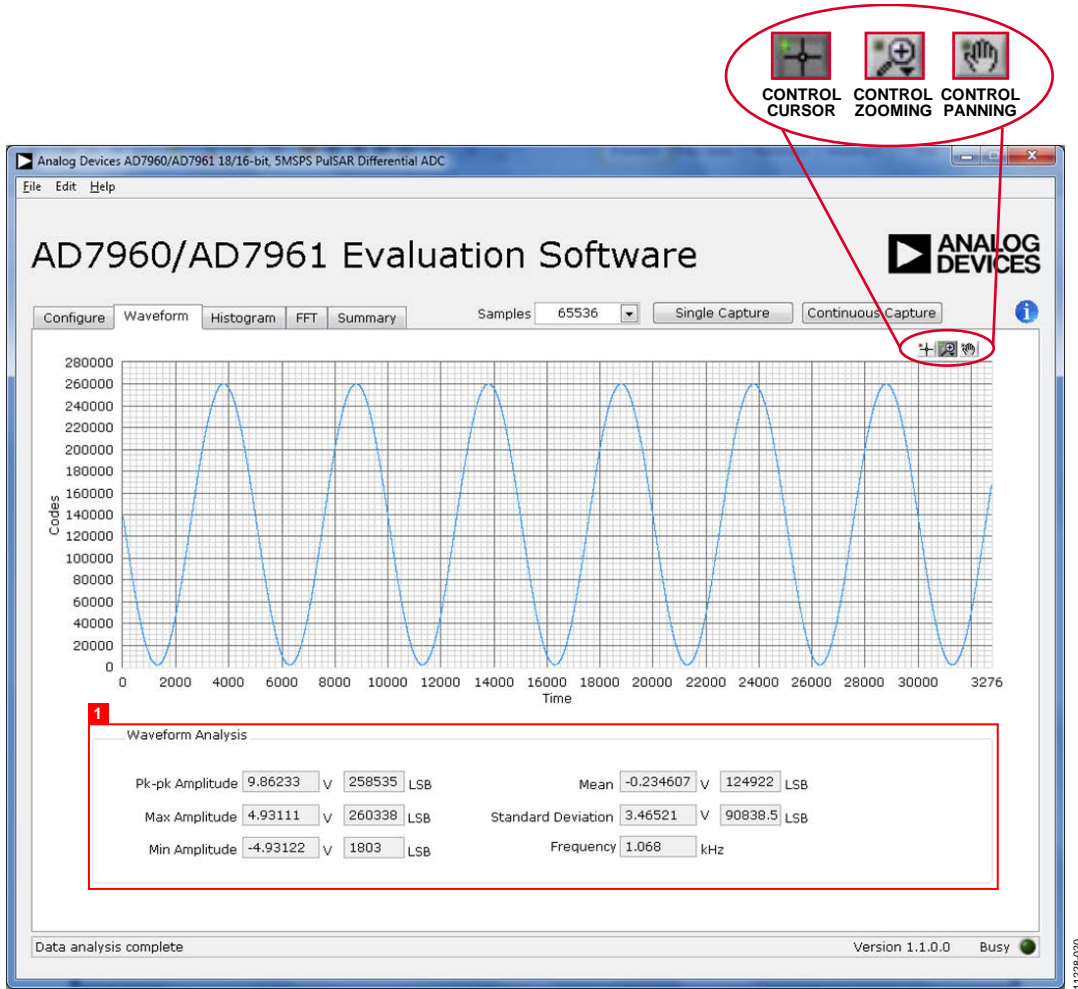 CONTROL CURSOR
CONTROL ZOOMING
CONTROL PANNING
Analog Devices AD7960/AD7961 18/16-bit, 5MSPS PulSAR Differential ADC
File Edit Help
AD7960/AD7961 Evaluation Software
ANALOG DEVICES
Configure Waveform Histogram FFT Summary Samples 65536 Single Capture Continuous Capture i
280000
260000
240000
220000
200000
180000
160000
140000
120000
100000
80000
60000
40000
20000
0
Codes
0 2000 4000 6000 8000 10000 12000 14000 16000 18000 20000 22000 24000 26000 28000 30000 3276
Time
1
Waveform Analysis
Pk-pk Amplitude 9.86233 V 258535 LSB
Max Amplitude 4.93111 V 260338 LSB
Min Amplitude -4.93122 V 1803 LSB
Mean -0.234607 V 124922 LSB
Standard Deviation 3.46521 V 90838.5 LSB
Frequency 1.068 kHz
Data analysis complete Version 1.1.0.0 Busy
11228-020